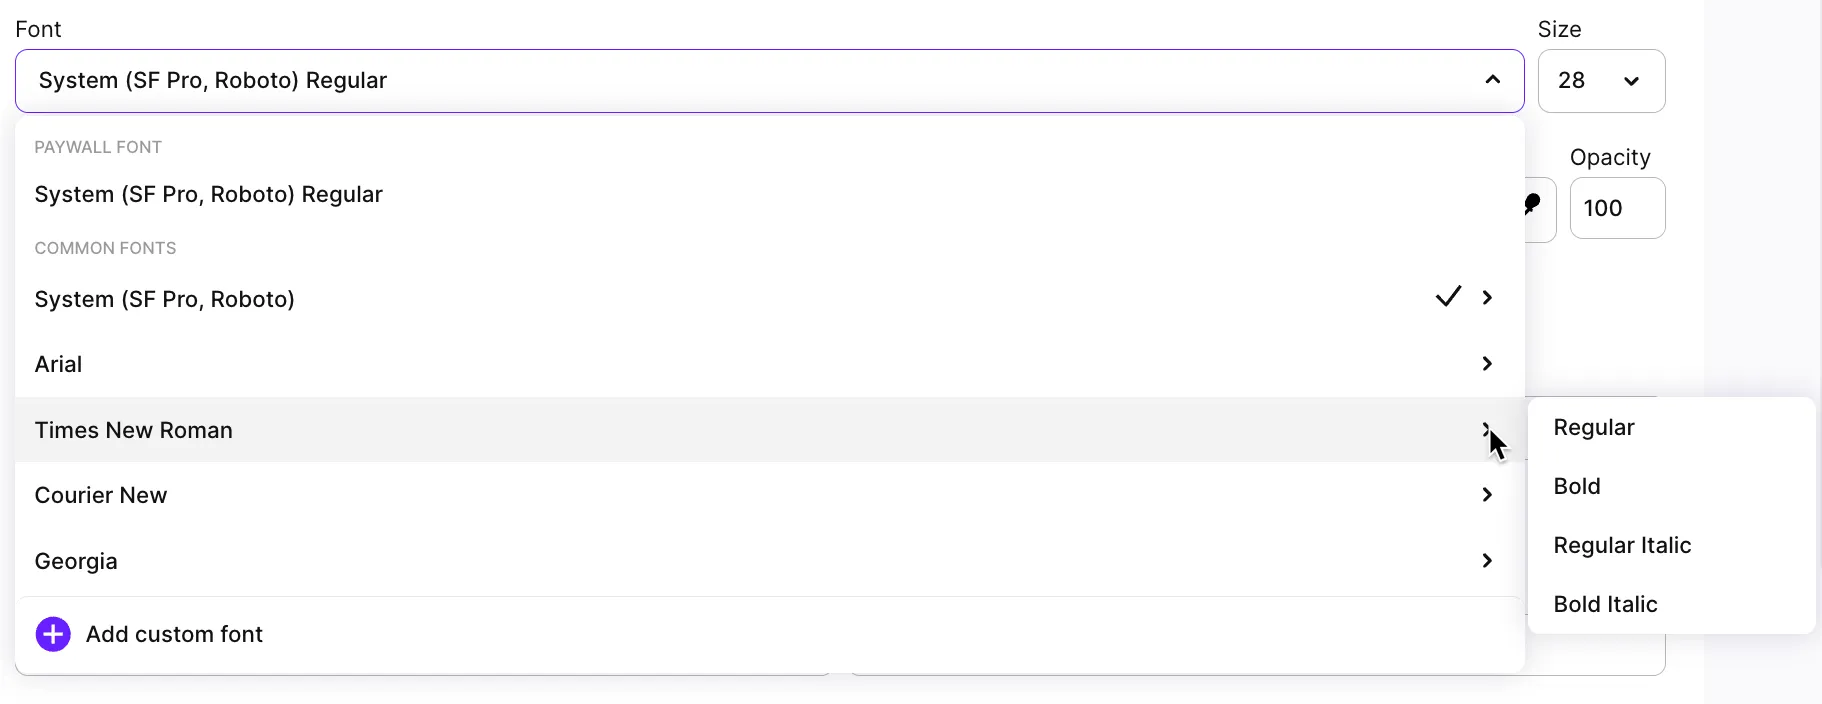 Font
Size
System (SF Pro, Roboto) Regular
28
PAYWALL FONT
Opacity
System (SF Pro, Roboto) Regular
100
COMMON FONTS
System (SF Pro, Roboto)
Arial
Times New Roman
Regular
Bold
Courier New
Regular Italic
Georgia
Bold Italic
Add custom font